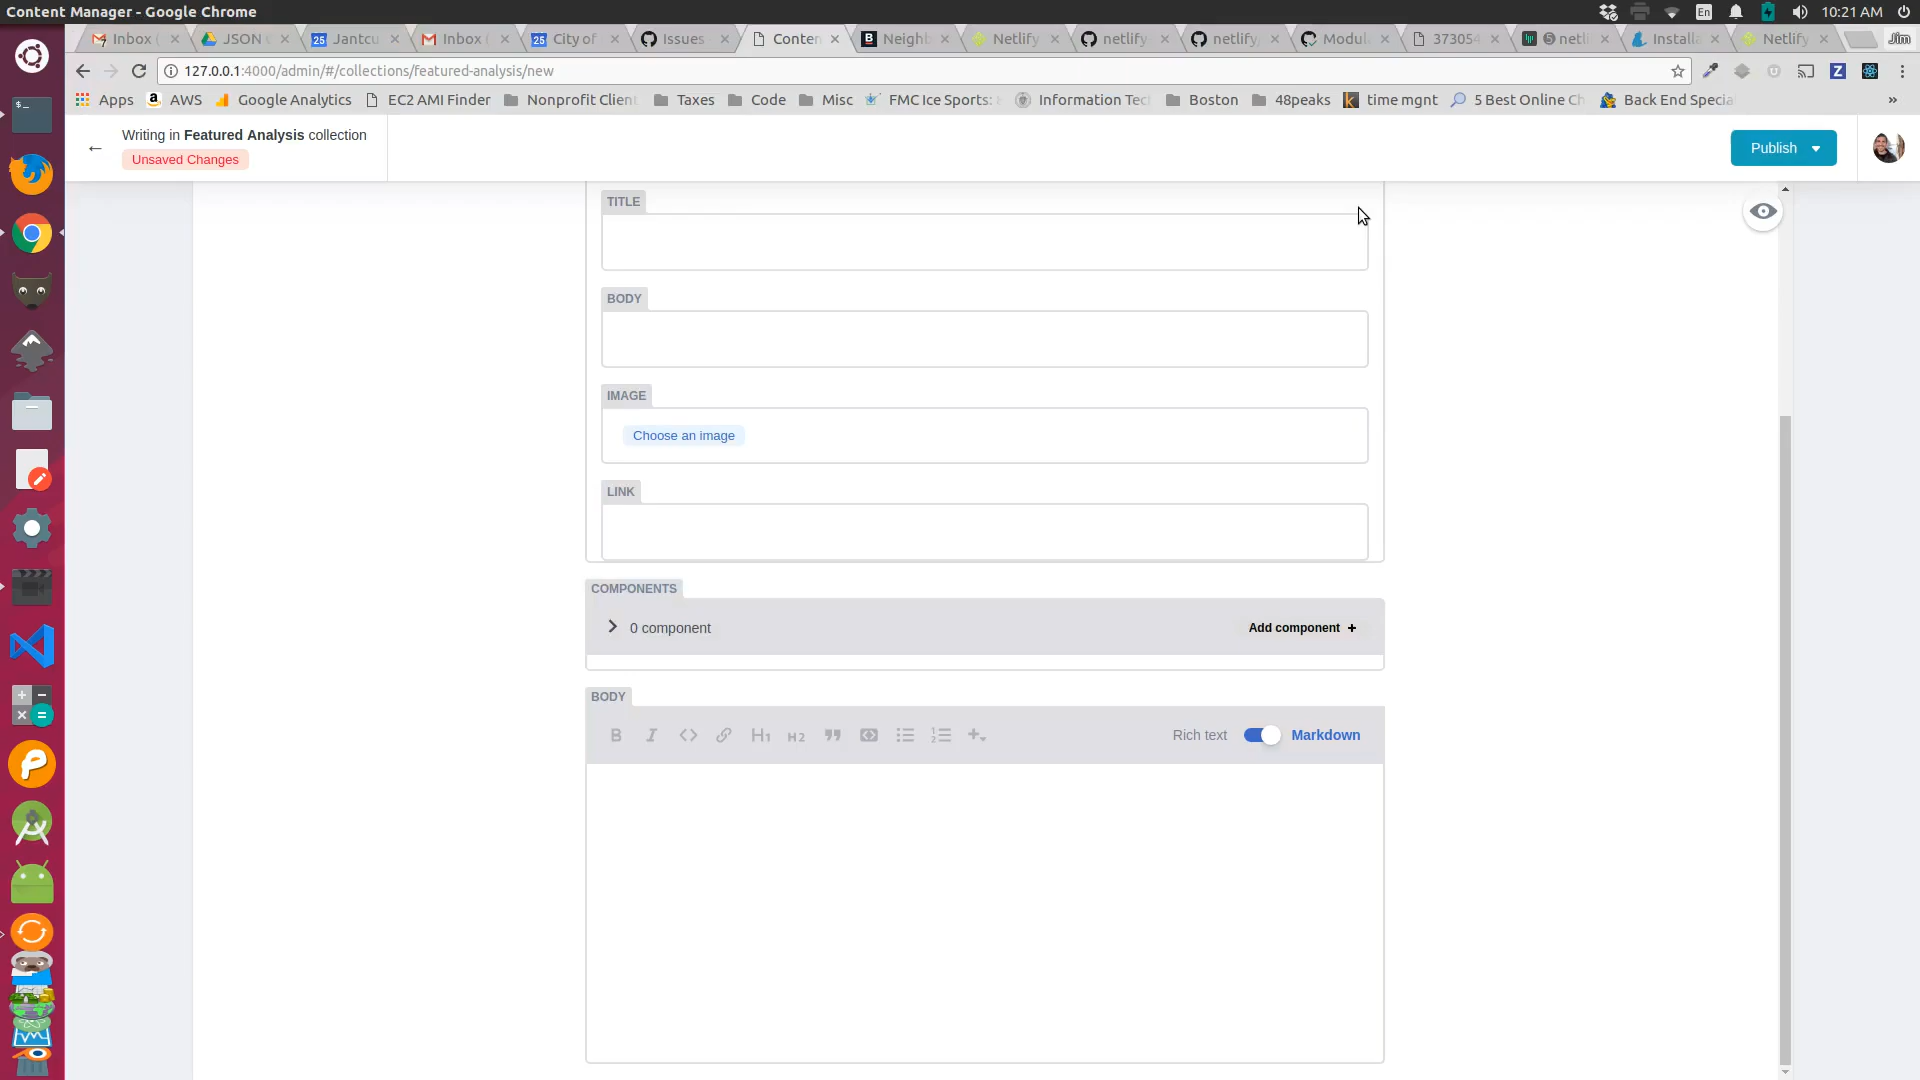 Content Manager - Google Chrome
En
10:21 AM
Inbox (
JSON
Jantcu
Inbox (
City of
Issues
Conten
Neighb
Netlify
netlify
netlify
Modul
37305
netli
Installa
Netlify
Jim
127.0.0.1:4000/admin/#/collections/featured-analysis/new
Apps
AWS
Google Analytics
EC2 AMI Finder
Nonprofit Client
Taxes
Code
Misc
FMC Ice Sports:
Information Tec
Boston
48peaks
time mgnt
5 Best Online Ch
Back End Specia
»
Writing in Featured Analysis collection
Unsaved Changes
Publish
TITLE
BODY
IMAGE
Choose an image
LINK
COMPONENTS
0 component
Add component +
BODY
B I <> H1 H2
Rich text
Markdown